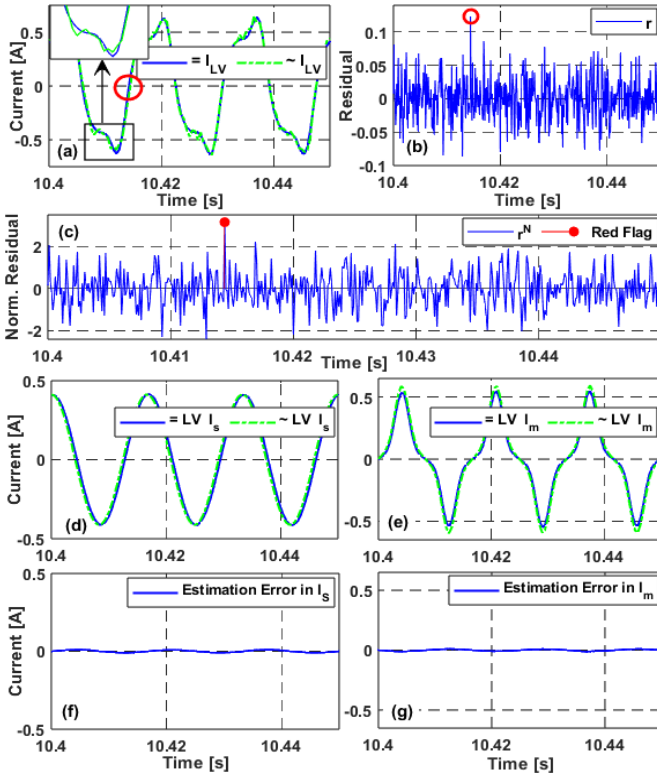 0.5
0
-0.5
Current [A]
= I_LV ~ I_LV
(a)
10.4 10.42 10.44
Time [s]
0.1
0.05
0
-0.05
0.1
Residual
r
(b)
10.4 10.42 10.44
Time [s]
(c)
r^N Red Flag
2
0
-2
Norm. Residual
10.4 10.41 10.42 10.43 10.44
Time [s]
0.5
0
-0.5
Current [A]
= LV I_s ~ LV I_s
(d)
10.4 10.42 10.44
0.5
0
-0.5
= LV I_m ~ LV I_m
(e)
10.4 10.42 10.44
0.5
0
-0.5
Current [A]
Estimation Error in I_S
(f)
10.4 10.42 10.44
Time [s]
0.5
0
-0.5
Estimation Error in I_m
(g)
10.4 10.42 10.44
Time [s]